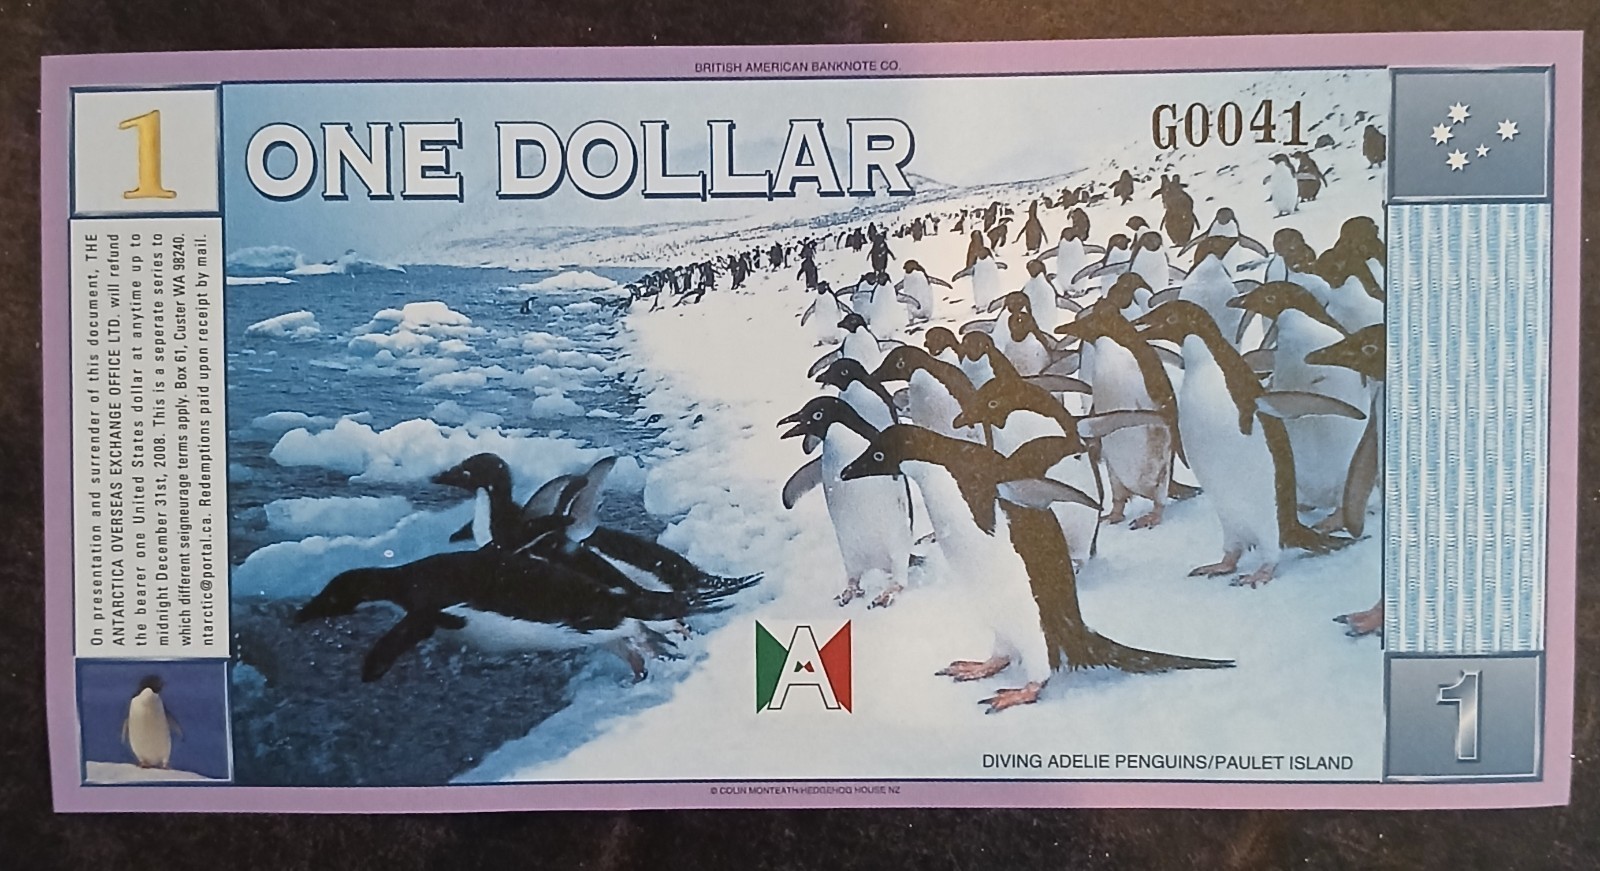 BRITISH AMERICAN BANKNOTE CO.
1
ONE DOLLAR
G0041
On presentation and surrender of this document, THE
ANTARCTICA OVERSEAS EXCHANGE OFFICE LTD. will refund
the bearer one United States dollar at anytime up to
midnight December 31st, 2008. This is a seperate series to
which different seigneurage terms apply. Box 61, Custer WA 98240.
ntarctic@portal.ca. Redemptions paid upon receipt by mail.
A
1
DIVING ADELIE PENGUINS/PAULET ISLAND
© COLIN MONTEATH/HEDGEHOG HOUSE NZ